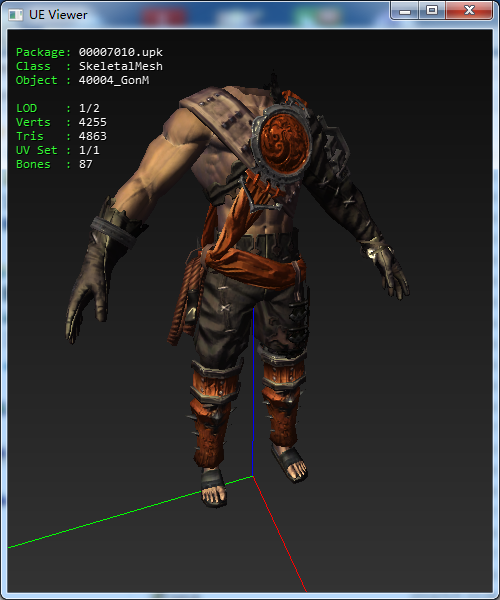 UE Viewer
Package: 00007010.upk
Class : SkeletalMesh
Object : 40004_GonM
LOD : 1/2
Verts : 4255
Tris : 4863
UV Set : 1/1
Bones : 87